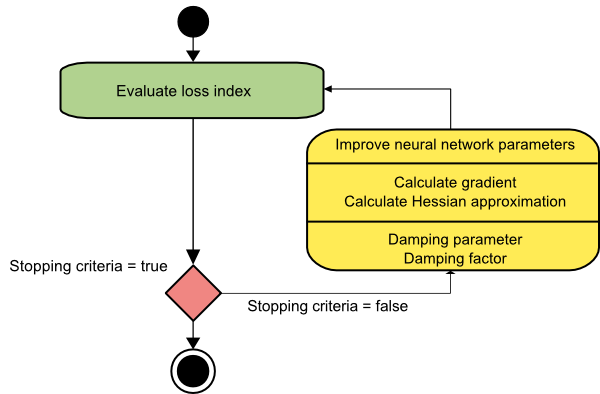 Evaluate loss index
Improve neural network parameters
Calculate gradient
Calculate Hessian approximation
Damping parameter
Damping factor
Stopping criteria = true
Stopping criteria = false